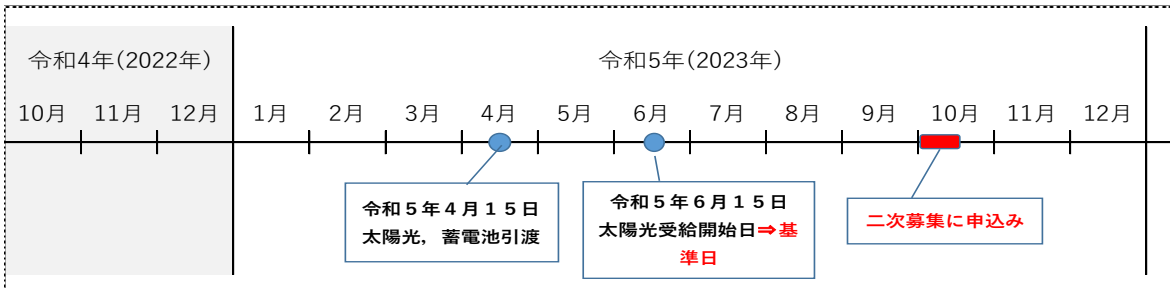 令和4年(2022年)
令和5年(2023年)
10月 11月 12月 1月 2月 3月 4月 5月 6月 7月 8月 9月 10月 11月 12月
令和５年４月１５日
太陽光，蓄電池引渡
令和５年６月１５日
太陽光受給開始日⇒基
準日
二次募集に申込み